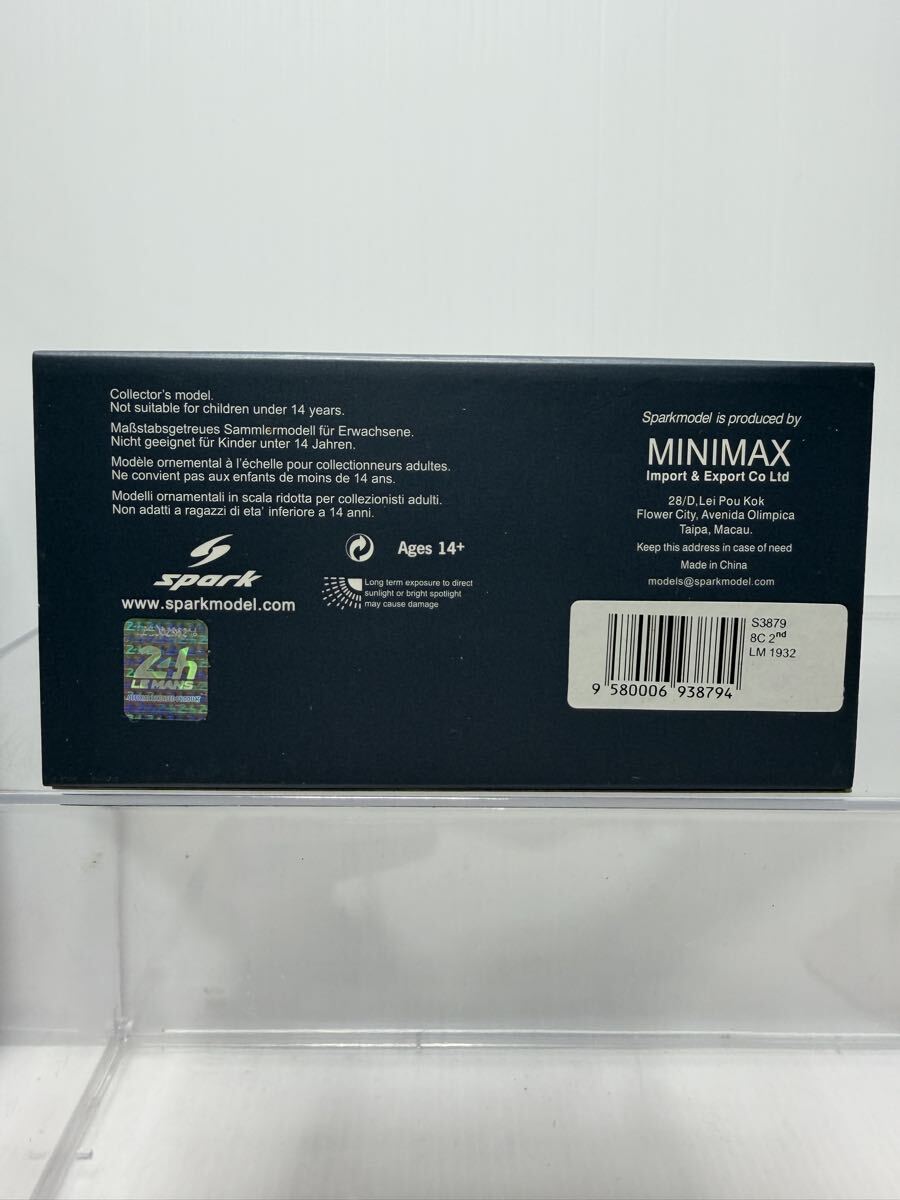 Collector's model.
Not suitable for children under 14 years.
Maßstabsgetreues Sammlermodell für Erwachsene.
Nicht geeignet für Kinder unter 14 Jahren.
Modèle ornemental à l'échelle pour collectionneurs adultes.
Ne convient pas aux enfants de moins de 14 ans.
Modelli ornamentali in scala ridotta per collezionisti adulti.
Non adatti a ragazzi di eta' inferiore a 14 anni.
spark
www.sparkmodel.com
Ages 14+
Long term exposure to direct
sunlight or bright spotlight
may cause damage
24h
LE MANS
Sparkmodel is produced by
MINIMAX
Import & Export Co Ltd
28/D, Lei Pou Kok
Flower City, Avenida Olimpica
Taipa, Macau.
Keep this address in case of need
Made in China
models@sparkmodel.com
S3879
8C 2nd
LM 1932
9 580006 938794